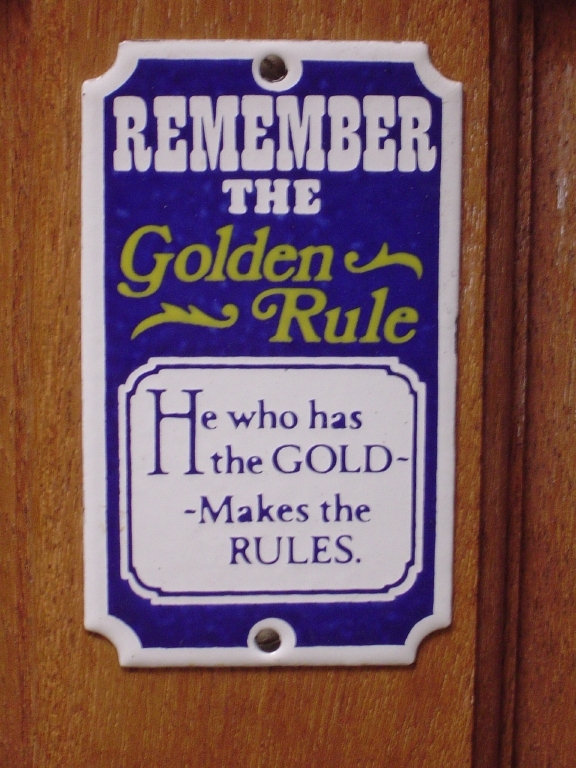 REMEMBER
THE
Golden
Rule
He who has
the GOLD-
-Makes the
RULES.